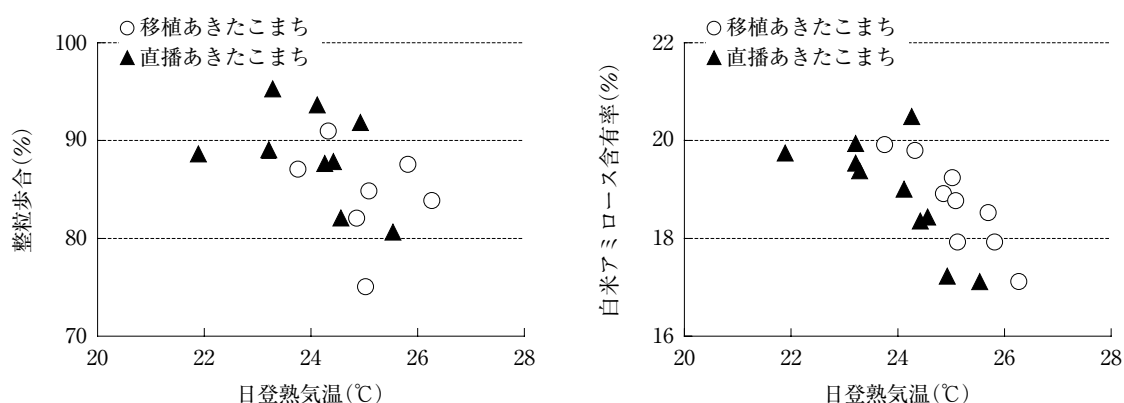 ○移植あきたこまち
▲直播あきたこまち
100
90
80
70
整粒歩合(%)
20 22 24 26 28
日登熟気温(℃)
○移植あきたこまち
▲直播あきたこまち
22
20
18
16
白米アミロース含有率(%)
20 22 24 26 28
日登熟気温(℃)